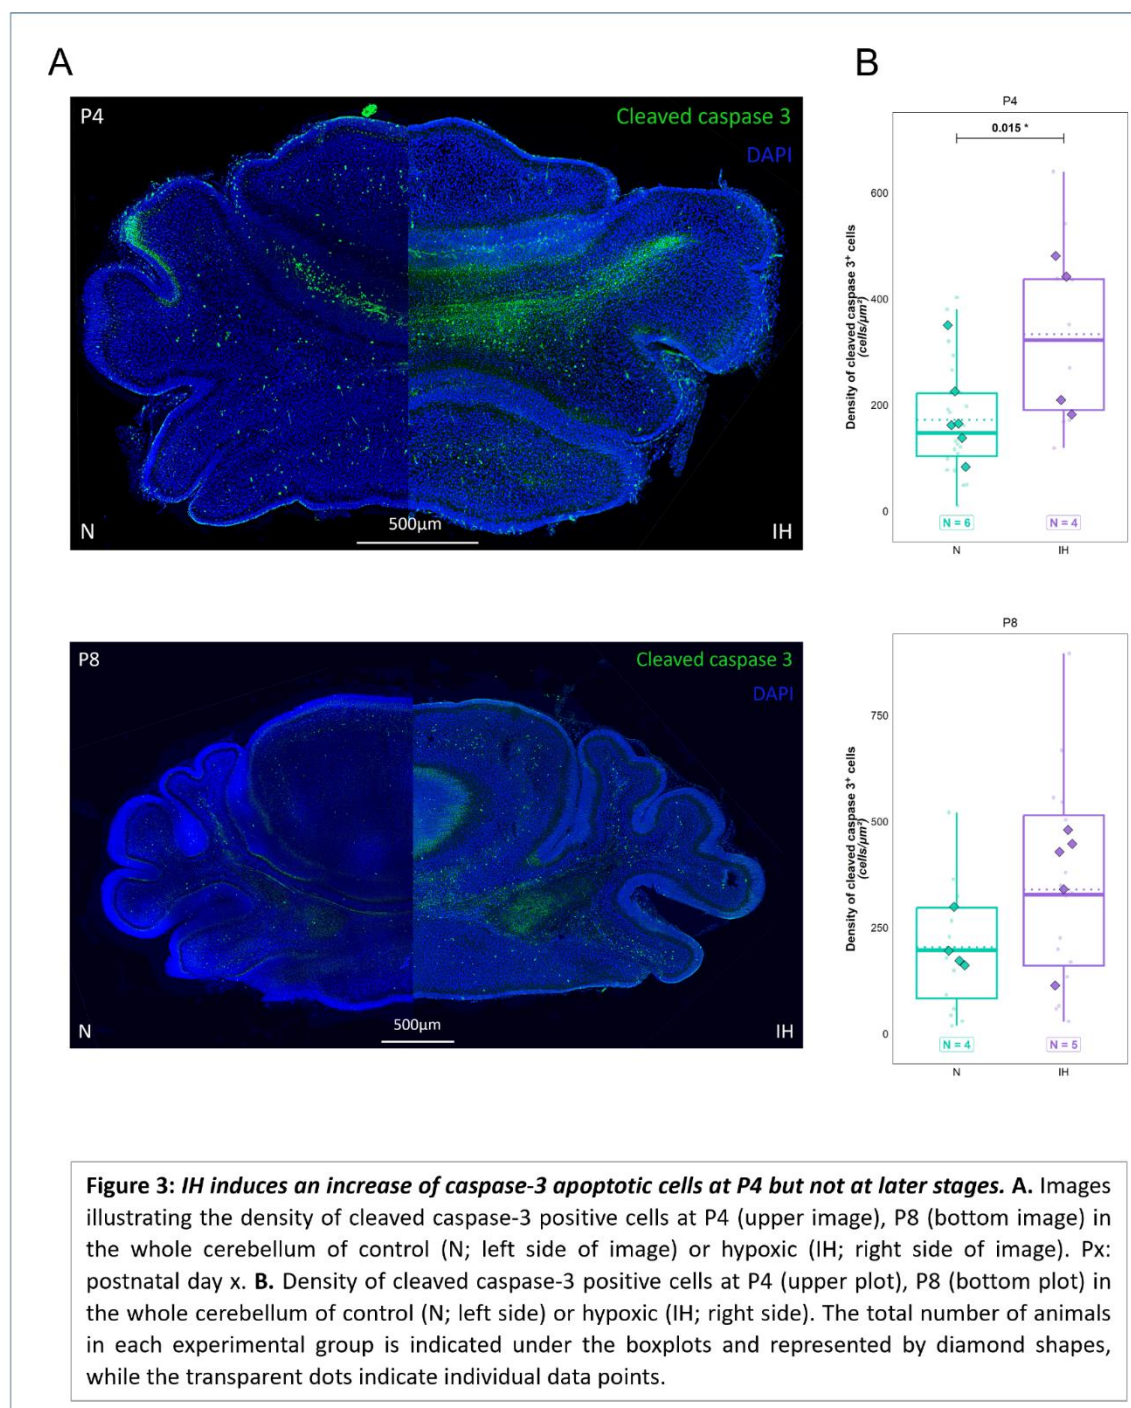 A
B
P4
Cleaved caspase 3
DAPI
N
500µm
IH
P4
0.015 *
Density of cleaved caspase 3⁺ cells
(cells/µm²)
600
400
200
0
N = 6
N = 4
N
IH
P8
Cleaved caspase 3
DAPI
N
500µm
IH
P8
Density of cleaved caspase 3⁺ cells
(cells/µm²)
750
500
250
0
N = 4
N = 5
N
IH
Figure 3: IH induces an increase of caspase-3 apoptotic cells at P4 but not at later stages. A. Images
illustrating the density of cleaved caspase-3 positive cells at P4 (upper image), P8 (bottom image) in
the whole cerebellum of control (N; left side of image) or hypoxic (IH; right side of image). Px:
postnatal day x. B. Density of cleaved caspase-3 positive cells at P4 (upper plot), P8 (bottom plot) in
the whole cerebellum of control (N; left side) or hypoxic (IH; right side). The total number of animals
in each experimental group is indicated under the boxplots and represented by diamond shapes,
while the transparent dots indicate individual data points.